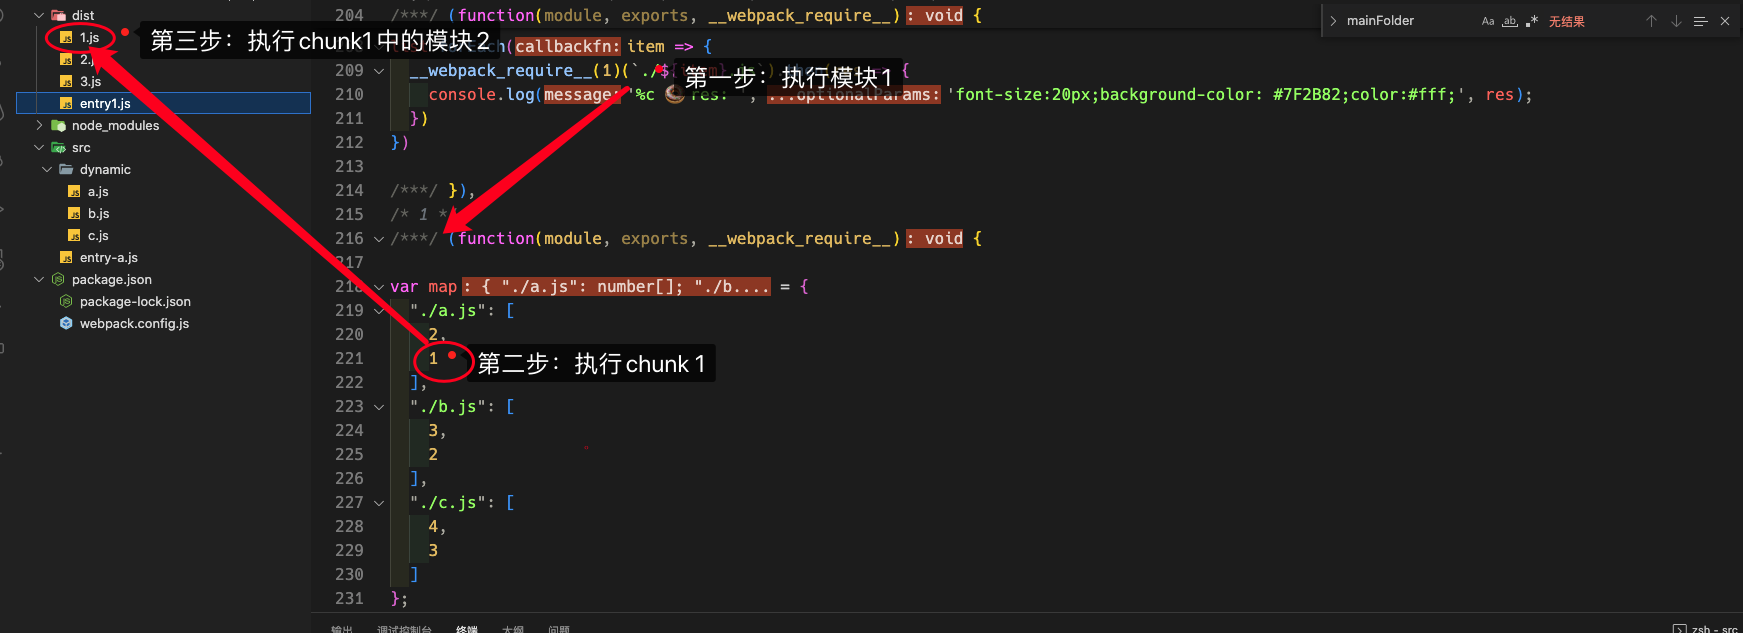 dist
1.js
2.j
3.js
entry1.js
node_modules
src
dynamic
a.js
b.js
c.js
entry-a.js
package.json
package-lock.json
webpack.config.js
第三步：执行chunk1中的模块2
第一步：执行模块1
第二步：执行chunk 1
mainFolder
Aa ab .* 无结果
204 /***/ (function(module, exports, __webpack_require__) : void {
(callbackfn: item => {
209 __webpack_require__(1)(`./$ {
210 console.log(message: '%c res: ', ...optionalParams: 'font-size:20px;background-color: #7F2B82;color:#fff;', res);
211 })
212 })
213
214 /***/ }),
215 /* 1 *
216 /***/ (function(module, exports, __webpack_require__) : void {
217
218 var map : { "./a.js": number[]; "./b.... = {
219 "./a.js": [
220 2,
221 1
222 ],
223 "./b.js": [
224 3,
225 2
226 ],
227 "./c.js": [
228 4,
229 3
230 ]
231 };
输出 调试控制台 终端 大纲 问题
zsh - src